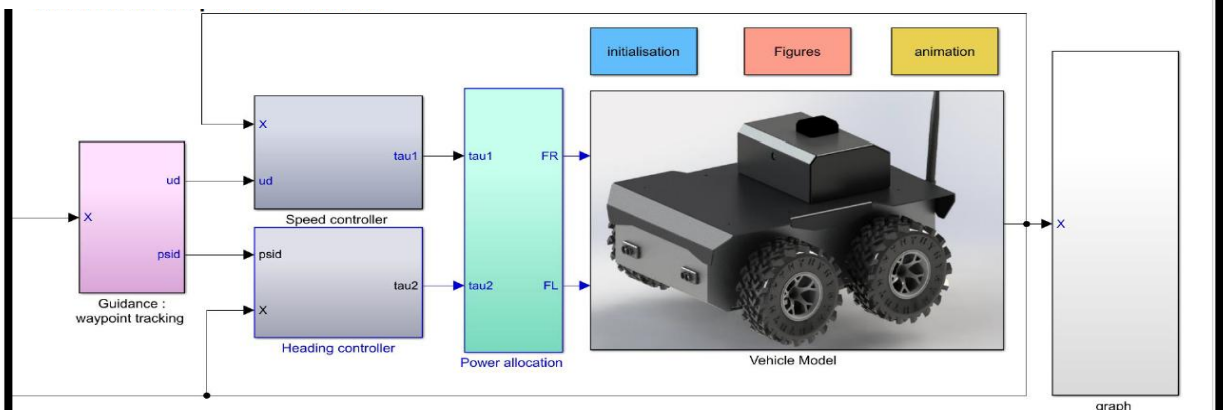 initialisation
Figures
animation
X
ud
tau1
Speed controller
X
ud
psid
Guidance :
waypoint tracking
psid
X
tau2
Heading controller
tau1
tau2
FR
FL
Power allocation
Vehicle Model
X
graph